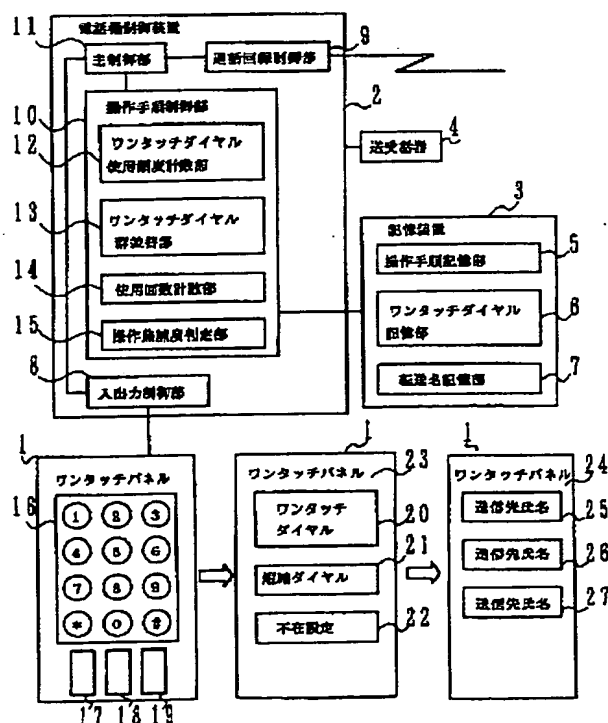 電話機制御装置
11
主制御部
通話回線制御部
9
2
10
操作手順制御部
12
ワンタッチダイヤル
使用頻度計数部
送受話器
4
13
ワンタッチダイヤル
群並替部
3
記憶装置
操作手順記憶部
5
14
使用回数計数部
ワンタッチダイヤル
記憶部
6
15
操作熟練度判定部
転送名記憶部
7
8
入出力制御部
1
ワンタッチパネル
16
1 2 3
4 5 6
7 8 9
* 0 #
17 18 19
1
ワンタッチパネル
23
ワンタッチ
ダイヤル
20
短縮ダイヤル
21
不在設定
22
1
ワンタッチパネル
24
送信先氏名
25
送信先氏名
26
送信先氏名
27